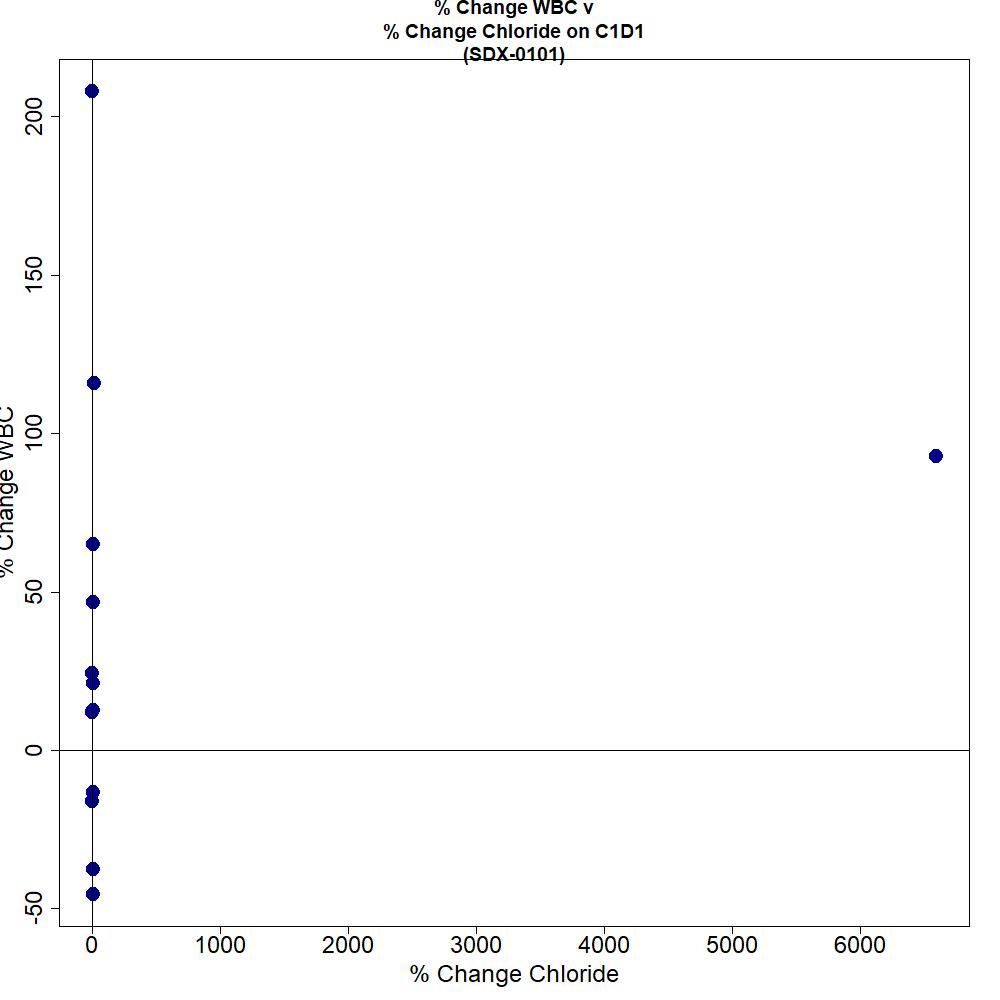 % Change WBC v
% Change Chloride on C1D1
(SDX-0101)
200
150
100
50
0
-50
% Change WBC
0 1000 2000 3000 4000 5000 6000
% Change Chloride